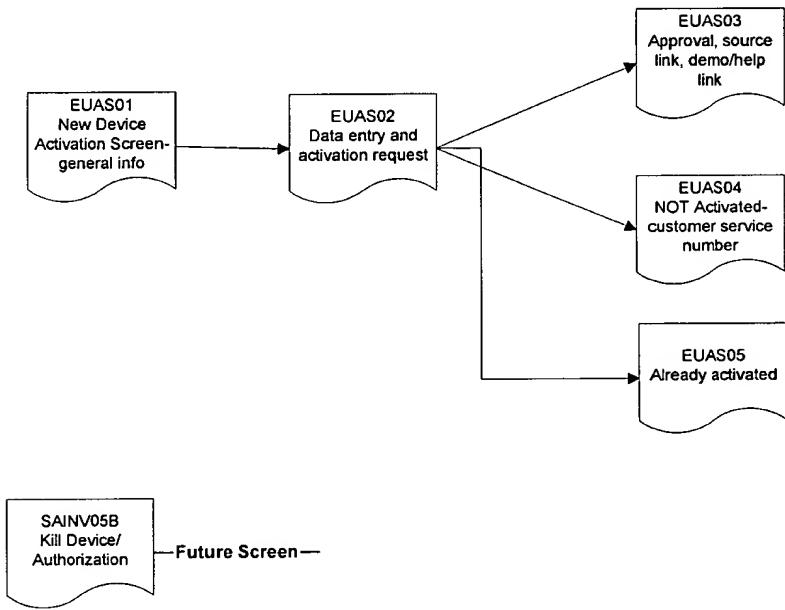 EUAS01
New Device
Activation Screen-
general info
EUAS02
Data entry and
activation request
EUAS03
Approval, source
link, demo/help
link
EUAS04
NOT Activated-
customer service
number
EUAS05
Already activated
SAINV05B
Kill Device/
Authorization
Future Screen